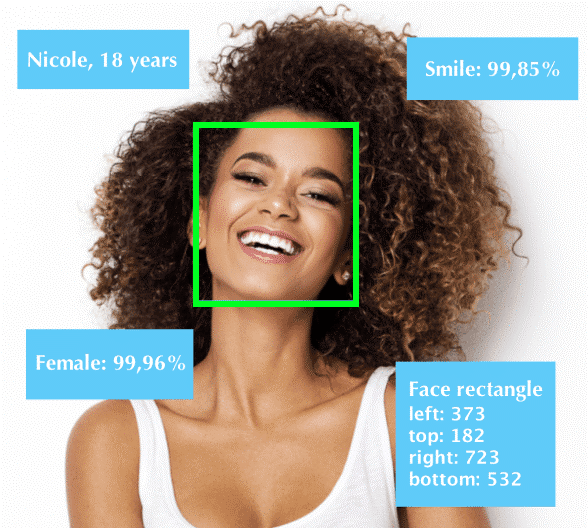 Nicole, 18 years
Smile: 99,85%
Female: 99,96%
Face rectangle
left: 373
top: 182
right: 723
bottom: 532